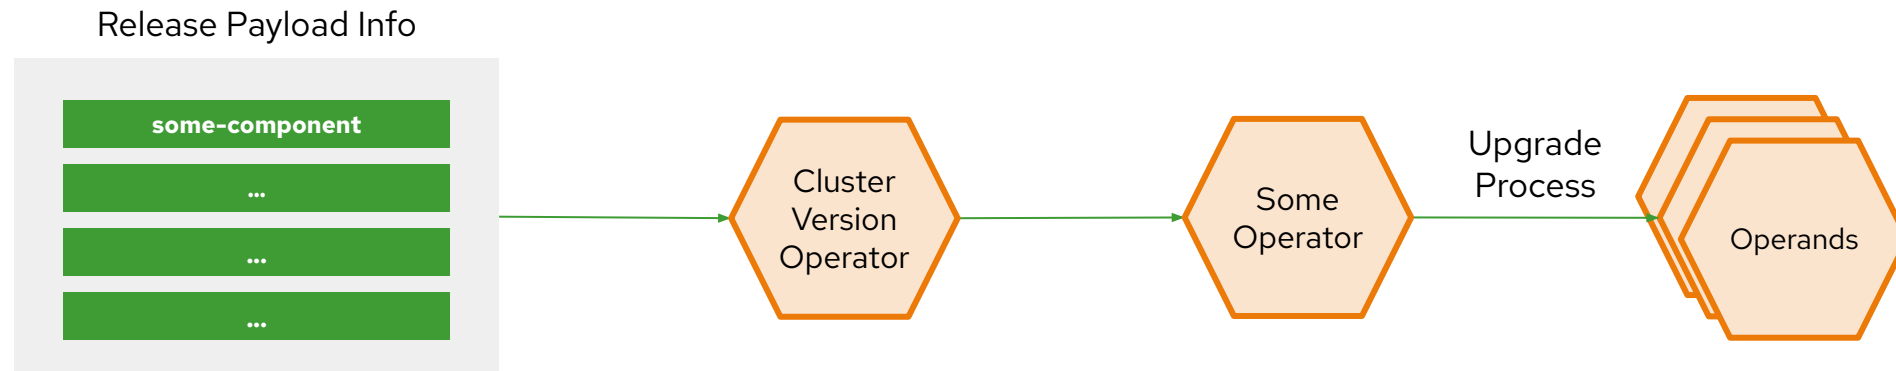 Release Payload Info
some-component
...
...
...
Cluster
Version
Operator
Some
Operator
Upgrade
Process
Operands